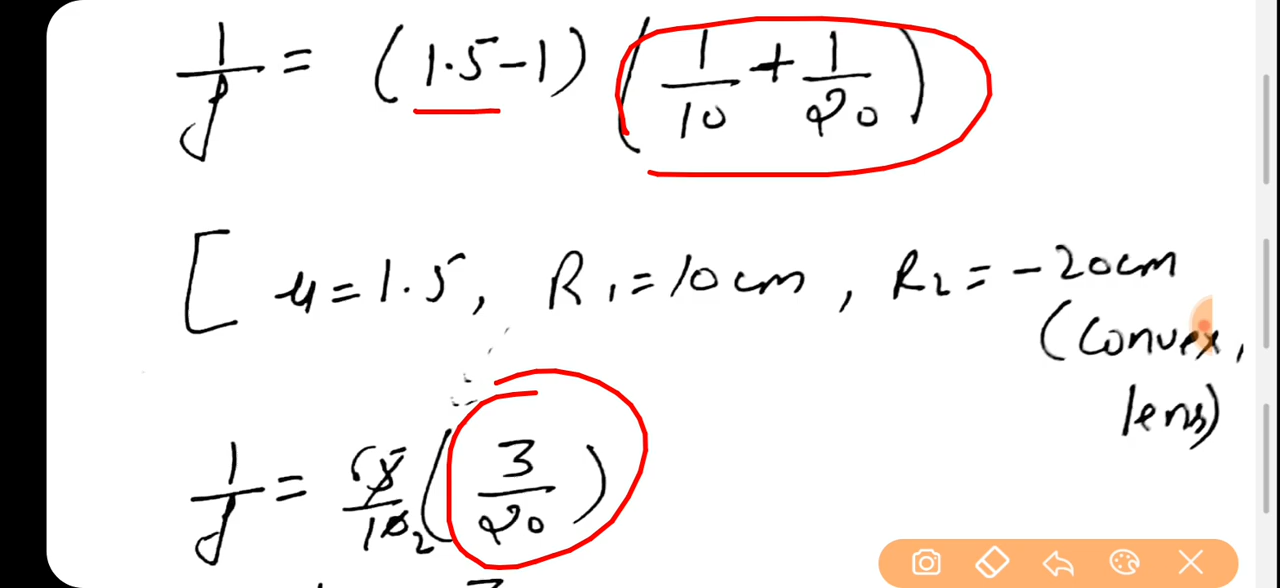 1/f = (1.5-1) (1/10 + 1/20)
[ μ=1.5, R1=10cm, R2=-20cm
(convex,
lens)
1/f = 5/10 2 (3/20)